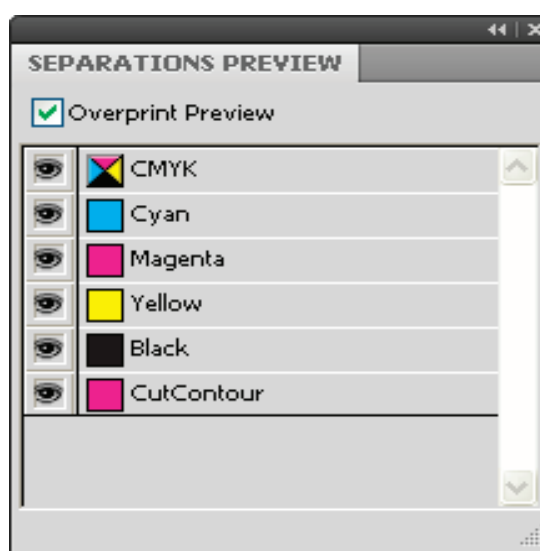 SEPARATIONS PREVIEW
Overprint Preview
CMYK
Cyan
Magenta
Yellow
Black
CutContour